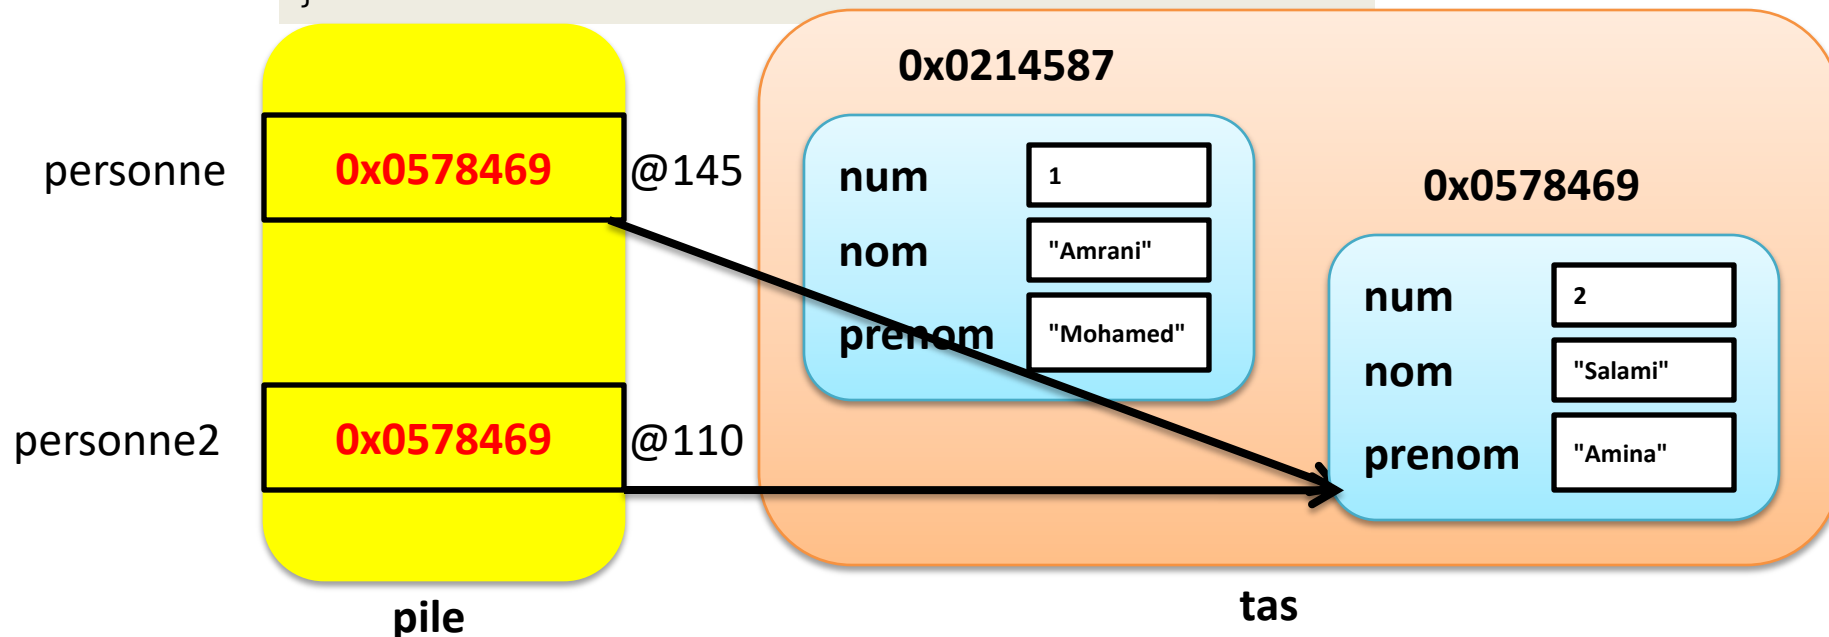 }
0x0214587
personne 0x0578469 @145
num 1
nom "Amrani"
prenom "Mohamed"
0x0578469
num 2
nom "Salami"
prenom "Amina"
personne2 0x0578469 @110
pile
tas